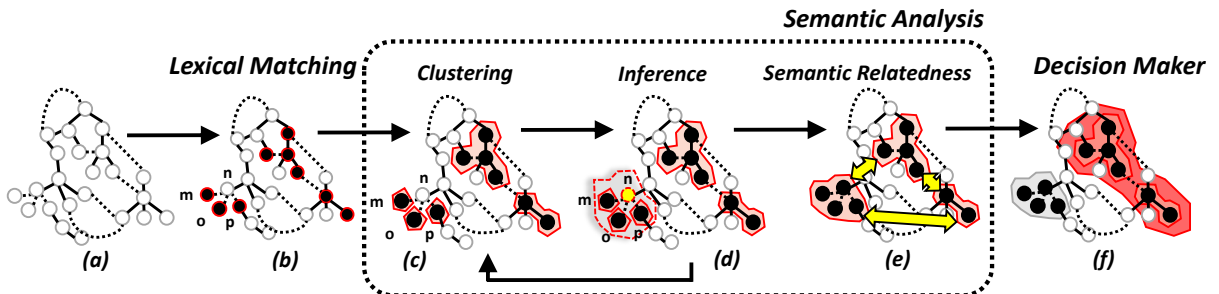 Semantic Analysis
Lexical Matching
Clustering
Inference
Semantic Relatedness
Decision Maker
n
m
o
p
n
m
o
p
n
m
o
p
(a)
(b)
(c)
(d)
(e)
(f)